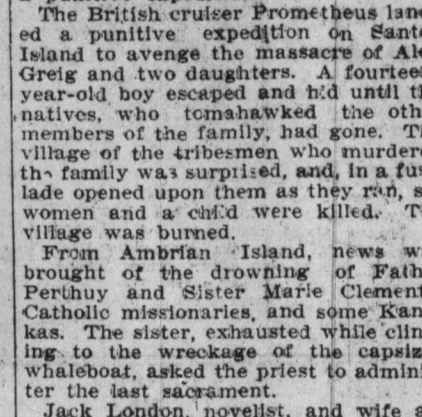 The British cruiser Prometheus lan
ed a punitive expedition on Sant
Island to avenge the massacre of Al
Greig and two daughters. A fourtee
year-old boy escaped and hid until t
natives, who tomahawked the oth
members of the family, had gone. T
village of the tribesmen who murder
the family was surprised, and, in a fus
lade opened upon them as they ran, s
women and a child were killed. T
village was burned.
From Ambrian Island, news w
brought of the drowning of Fath
Perthuy and Sister Marie Clement
Catholic missionaries, and some Kan
kas. The sister, exhausted while clin
ing to the wreckage of the capsiz
whaleboat, asked the priest to admini
ter the last sacrament.
Jack London, novelist, and wife a